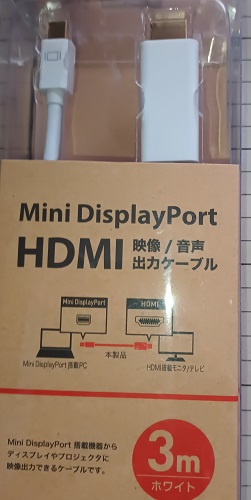 Mini DisplayPort
HDMI 映像 / 音声
出力ケーブル
Mini DisplayPort
HDMI
本製品
Mini DisplayPort 搭載PC
HDMI搭載モニタ/テレビ
Mini DisplayPort 搭載機器から
ディスプレイやプロジェクタに
映像出力できるケーブルです。
3m
ホワイト